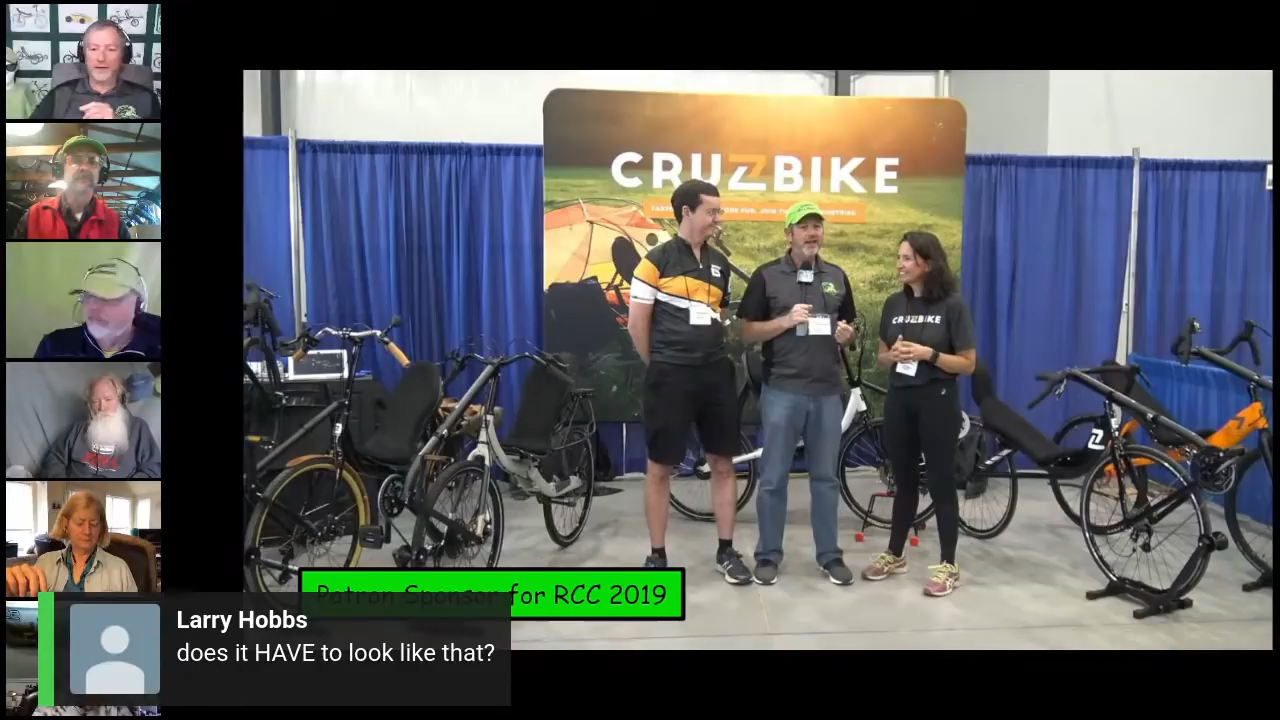 CRUZBIKE
CRUZBIKE
Patron Sponsor for RCC 2019
Larry Hobbs
does it HAVE to look like that?